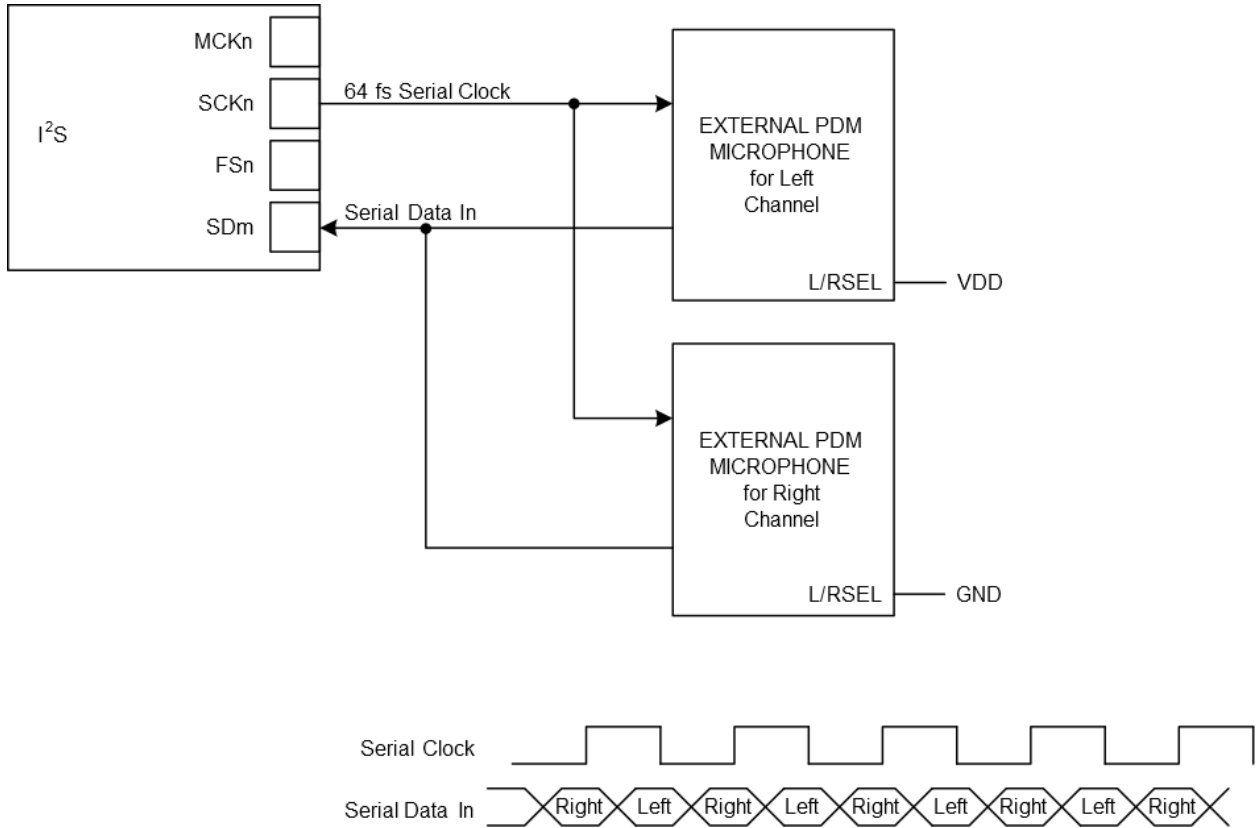 MCKn
SCKn
I²S
FSn
SDm
64 fs Serial Clock
Serial Data In
EXTERNAL PDM
MICROPHONE
for Left
Channel
L/RSEL
VDD
EXTERNAL PDM
MICROPHONE
for Right
Channel
L/RSEL
GND
Serial Clock
Serial Data In Right Left Right Left Right Left Right Left Right